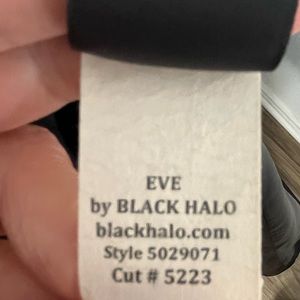 EVE
by BLACK HALO
blackhalo.com
Style 5029071
Cut # 5223